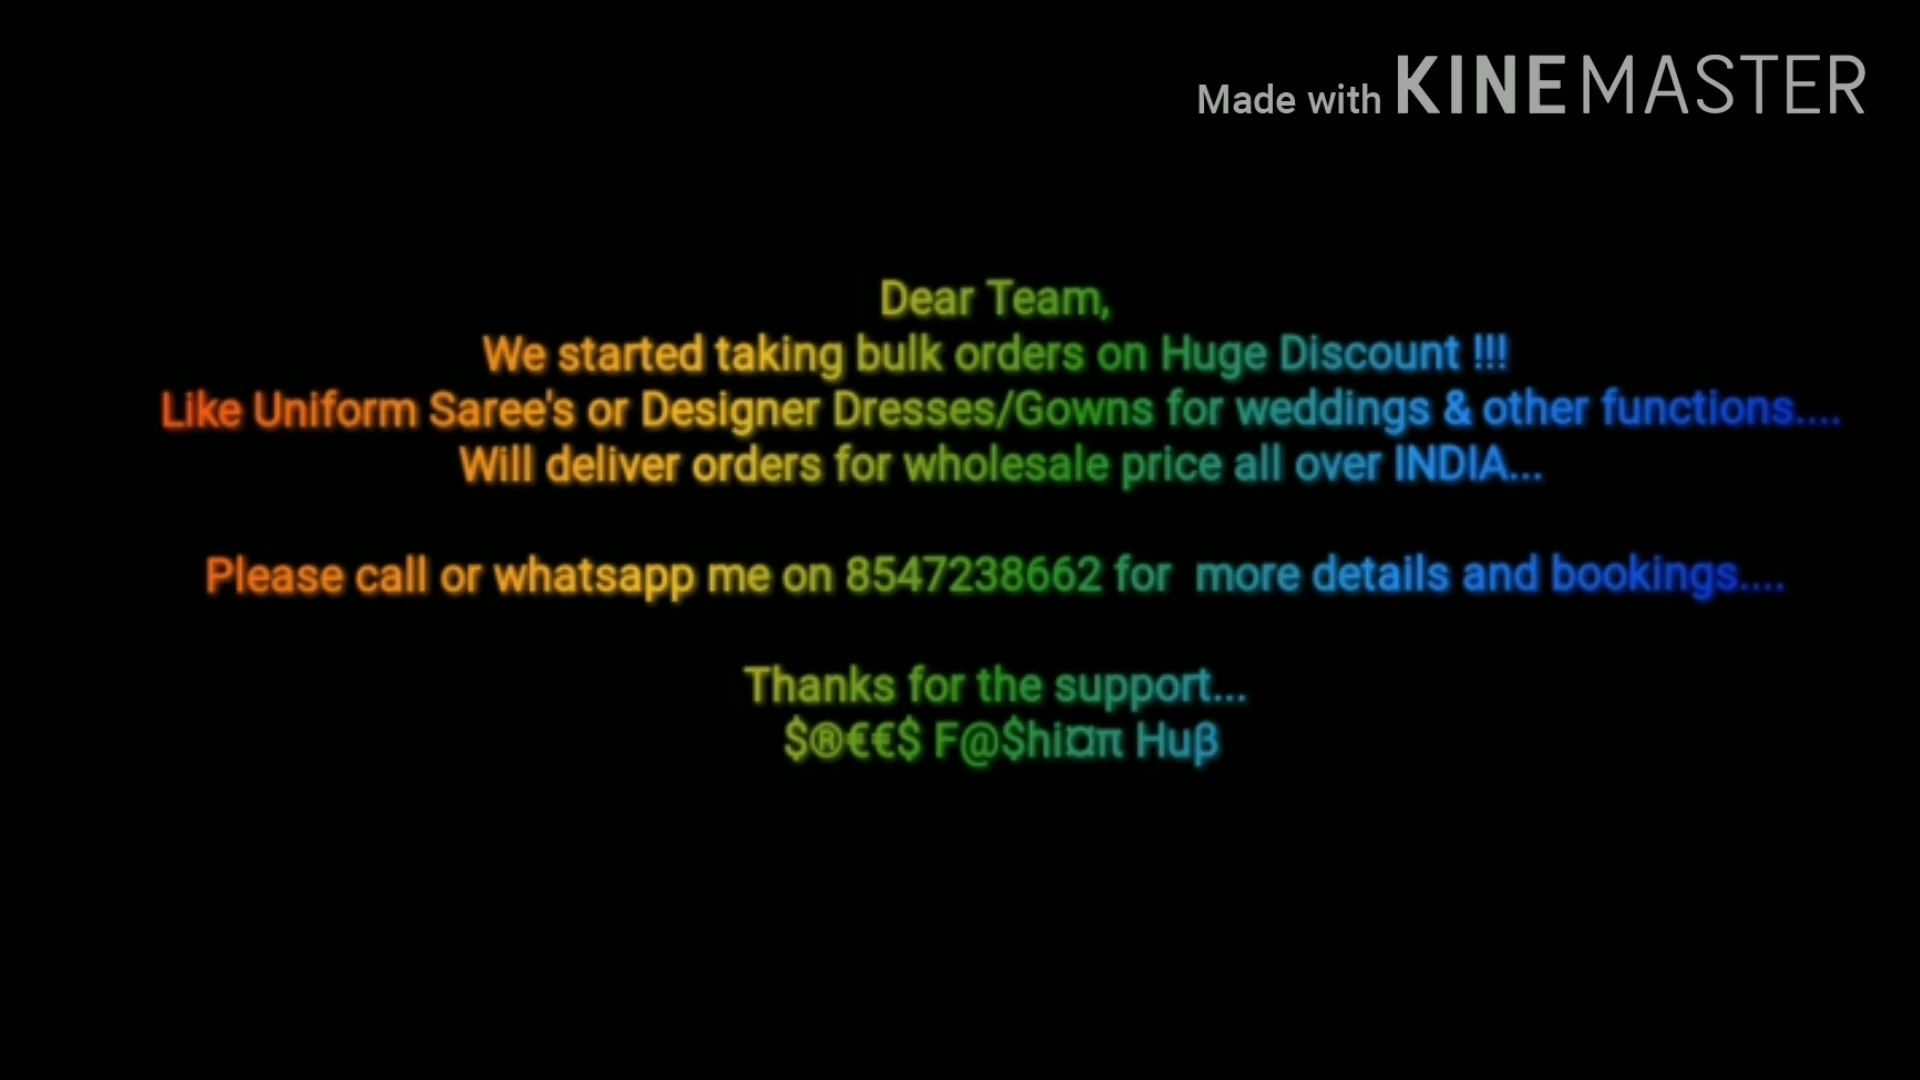 Made with KINEMASTER
Dear Team,
We started taking bulk orders on Huge Discount !!!
Like Uniform Saree's or Designer Dresses/Gowns for weddings & other functions....
Will deliver orders for wholesale price all over INDIA...
Please call or whatsapp me on 8547238662 for  more details and bookings....
Thanks for the support...
$®€€$ F@$hi¤π Huβ